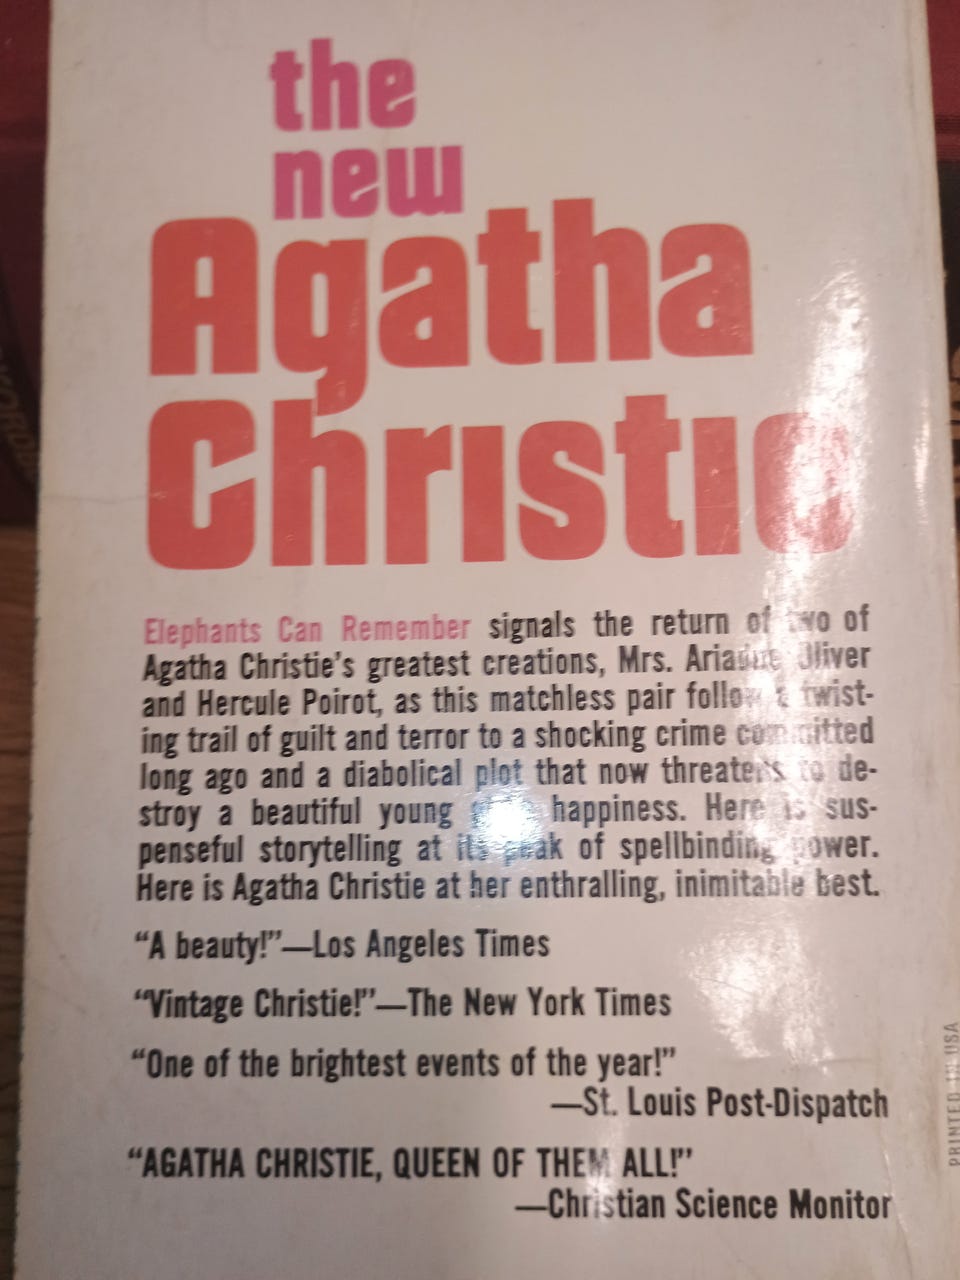 the
new
Agatha
Christie
Elephants Can Remember signals the return of two of
Agatha Christie's greatest creations, Mrs. Ariadne Oliver
and Hercule Poirot, as this matchless pair follow a twist-
ing trail of guilt and terror to a shocking crime committed
long ago and a diabolical plot that now threatens to de-
stroy a beautiful young happiness. Here is sus-
penseful storytelling at its peak of spellbinding power.
Here is Agatha Christie at her enthralling, inimitable best.
“A beauty!”—Los Angeles Times
“Vintage Christie!”—The New York Times
“One of the brightest events of the year!”
—St. Louis Post-Dispatch
“AGATHA CHRISTIE, QUEEN OF THEM ALL!”
—Christian Science Monitor
PRINTED IN USA